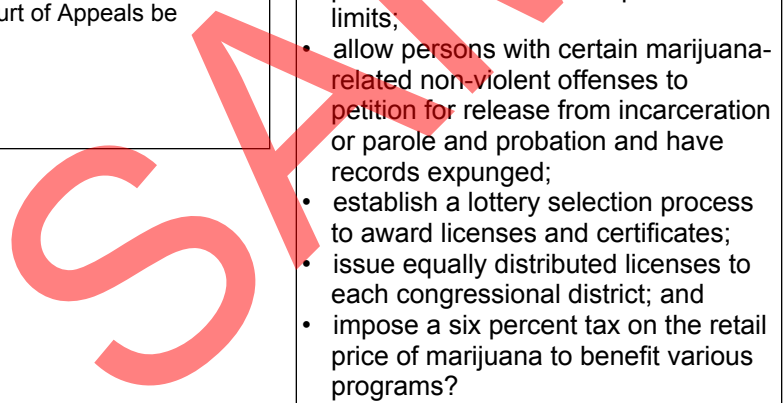 urt of Appeals be
limits;
• allow persons with certain marijuana-
related non-violent offenses to
petition for release from incarceration
or parole and probation and have
records expunged;
• establish a lottery selection process
to award licenses and certificates;
• issue equally distributed licenses to
each congressional district; and
• impose a six percent tax on the retail
price of marijuana to benefit various
programs?
SA